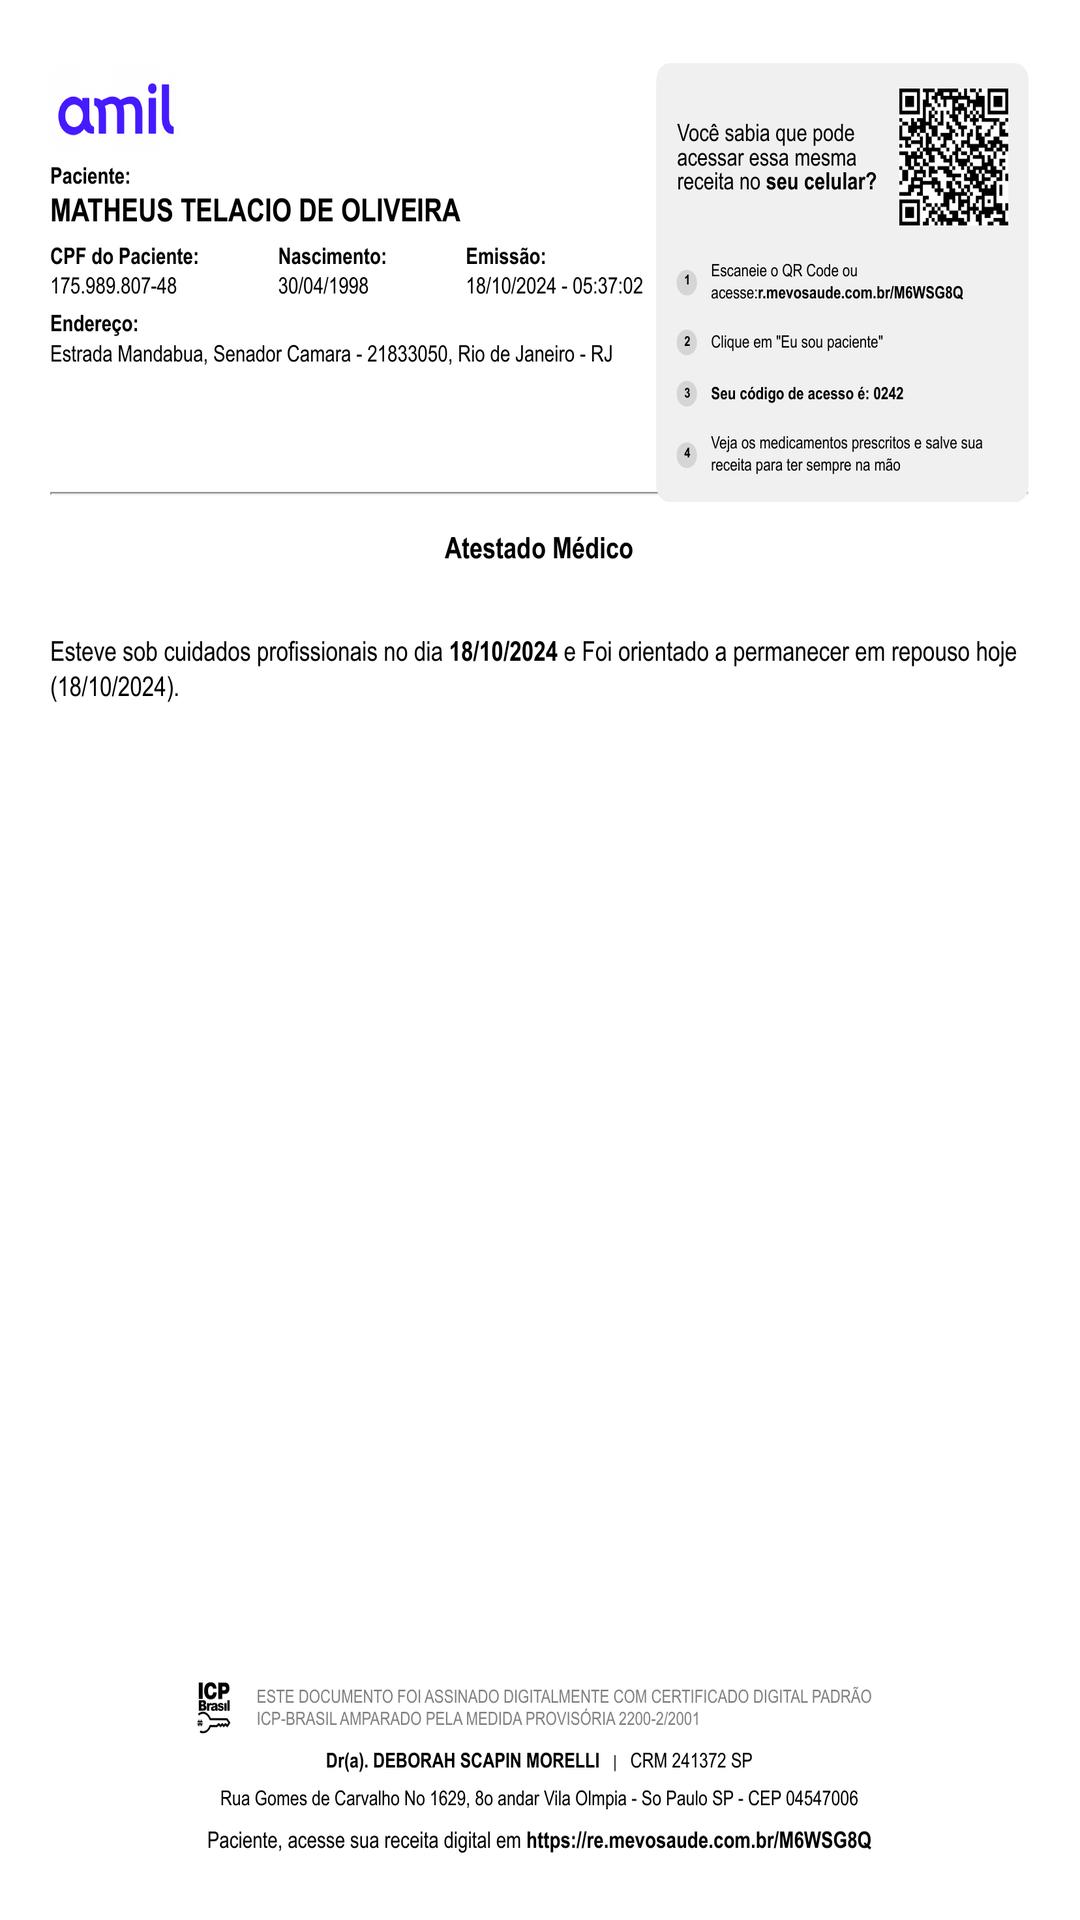 amil
Paciente:
MATHEUS TELACIO DE OLIVEIRA
CPF do Paciente: Nascimento: Emissão:
175.989.807-48 30/04/1998 18/10/2024 - 05:37:02
Endereço:
Estrada Mandabua, Senador Camara - 21833050, Rio de Janeiro - RJ
Você sabia que pode
acessar essa mesma
receita no seu celular?
1 Escaneie o QR Code ou
acesse:r.mevosaude.com.br/M6WSG8Q
2 Clique em "Eu sou paciente"
3 Seu código de acesso é: 0242
4 Veja os medicamentos prescritos e salve sua
receita para ter sempre na mão
Atestado Médico
Esteve sob cuidados profissionais no dia 18/10/2024 e Foi orientado a permanecer em repouso hoje
(18/10/2024).
ICP
Brasil
ESTE DOCUMENTO FOI ASSINADO DIGITALMENTE COM CERTIFICADO DIGITAL PADRÃO
ICP-BRASIL AMPARADO PELA MEDIDA PROVISÓRIA 2200-2/2001
Dr(a). DEBORAH SCAPIN MORELLI | CRM 241372 SP
Rua Gomes de Carvalho No 1629, 8o andar Vila Olmpia - So Paulo SP - CEP 04547006
Paciente, acesse sua receita digital em https://re.mevosaude.com.br/M6WSG8Q